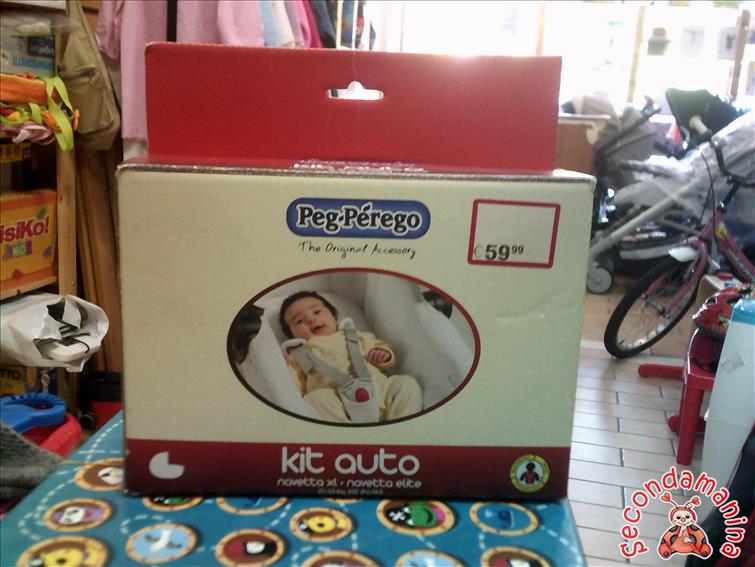 Peg-Pérego
The Original Accessory
€ 59,99
kit auto
navetta xl · navetta elite
isiKo!
Secondamanina